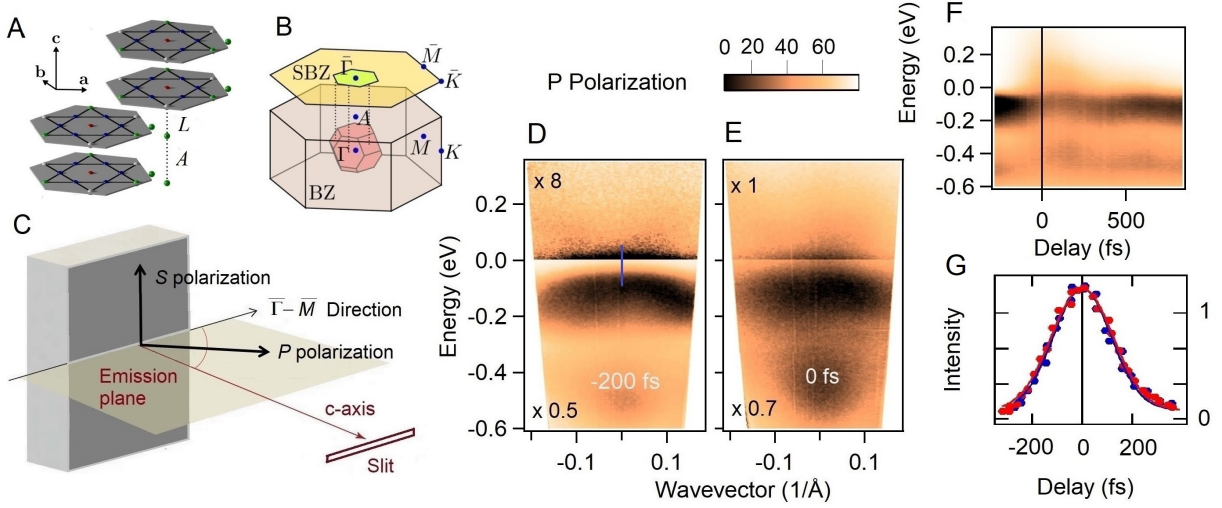 A
c
b
a
L
A
B
SBZ
Γ̅
M̅
K̅
A
Γ
M
K
BZ
C
S polarization
Γ̅– M̅ Direction
P polarization
Emission
plane
c-axis
Slit
P Polarization
0 20 40 60
D
x 8
-200 fs
x 0.5
0.2
0.0
-0.2
-0.4
-0.6
Energy (eV)
-0.1 0.1
E
x 1
0 fs
x 0.7
-0.1 0.1
Wavevector (1/Å)
F
Energy (eV)
0.2
0.0
-0.2
-0.4
-0.6
0 500
Delay (fs)
G
Intensity
1
0
-200 0 200
Delay (fs)